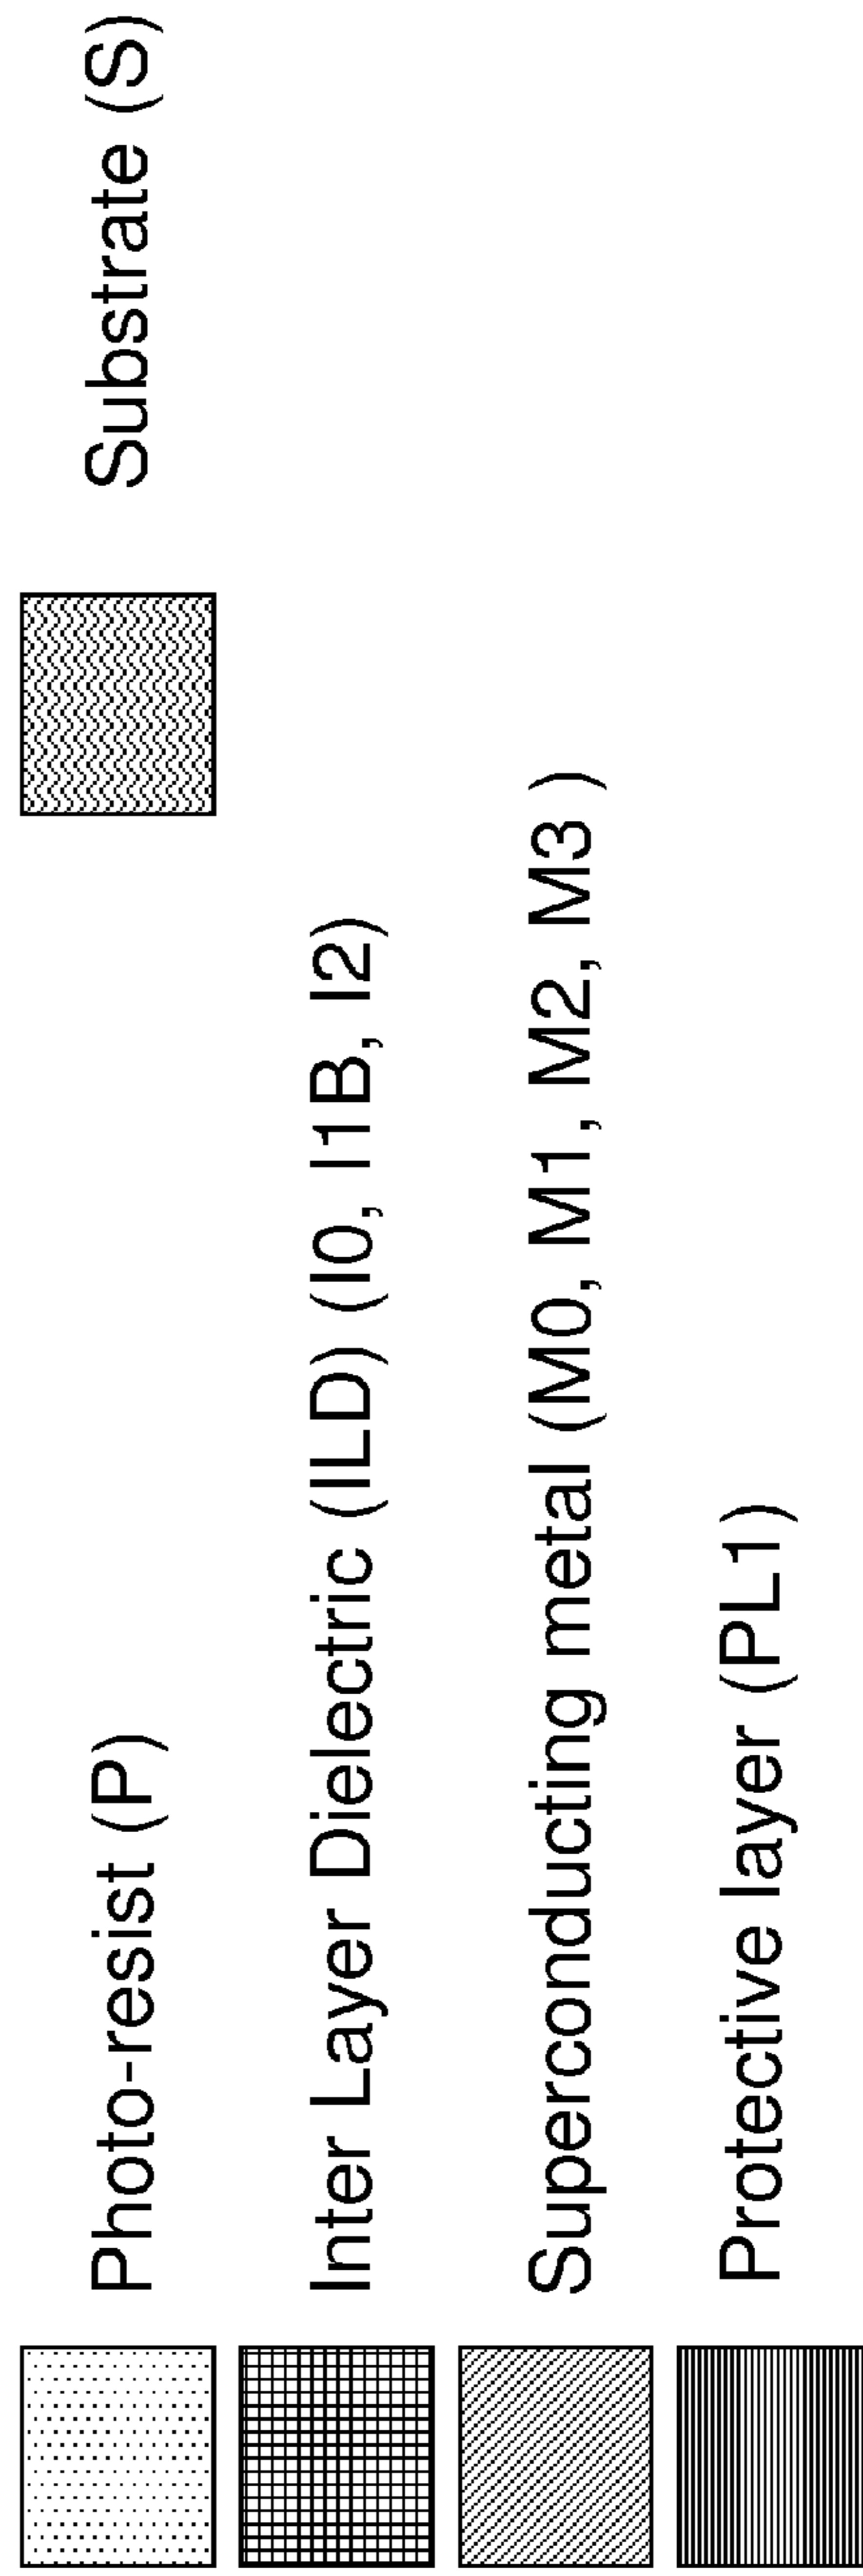 Photo-resist (P)
Substrate (S)
Inter Layer Dielectric (ILD) (I0, I1B, I2)
Superconducting metal (M0, M1, M2, M3 )
Protective layer (PL1)